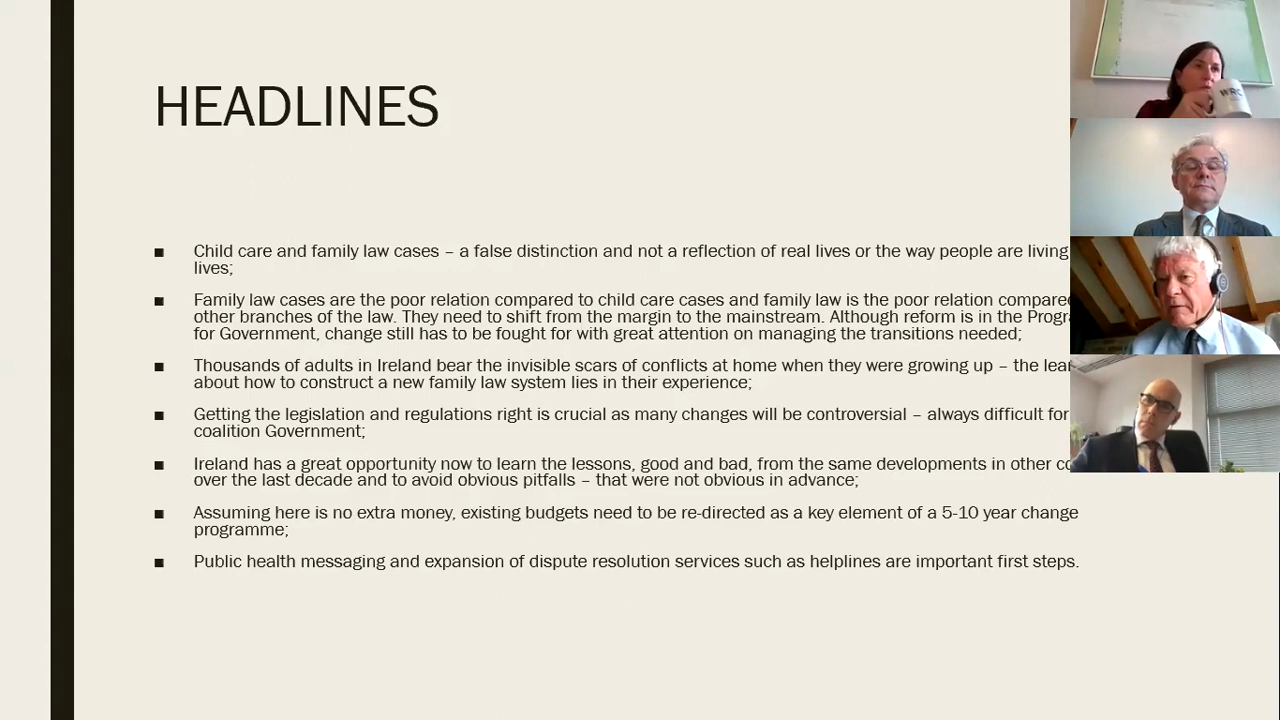 HEADLINES
■ Child care and family law cases – a false distinction and not a reflection of real lives or the way people are living
lives;
■ Family law cases are the poor relation compared to child care cases and family law is the poor relation
other branches of the law. They need to shift from the margin to the mainstream. Although reform is in the
for Government, change still has to be fought for with great attention on managing the transitions needed;
■ Thousands of adults in Ireland bear the invisible scars of conflicts at home when they were growing up – the
about how to construct a new family law system lies in their experience;
■ Getting the legislation and regulations right is crucial as many changes will be controversial – always difficult for
coalition Government;
■ Ireland has a great opportunity now to learn the lessons, good and bad, from the same developments in other
over the last decade and to avoid obvious pitfalls – that were not obvious in advance;
■ Assuming here is no extra money, existing budgets need to be re-directed as a key element of a 5-10 year change
programme;
■ Public health messaging and expansion of dispute resolution services such as helplines are important first steps.
WRC